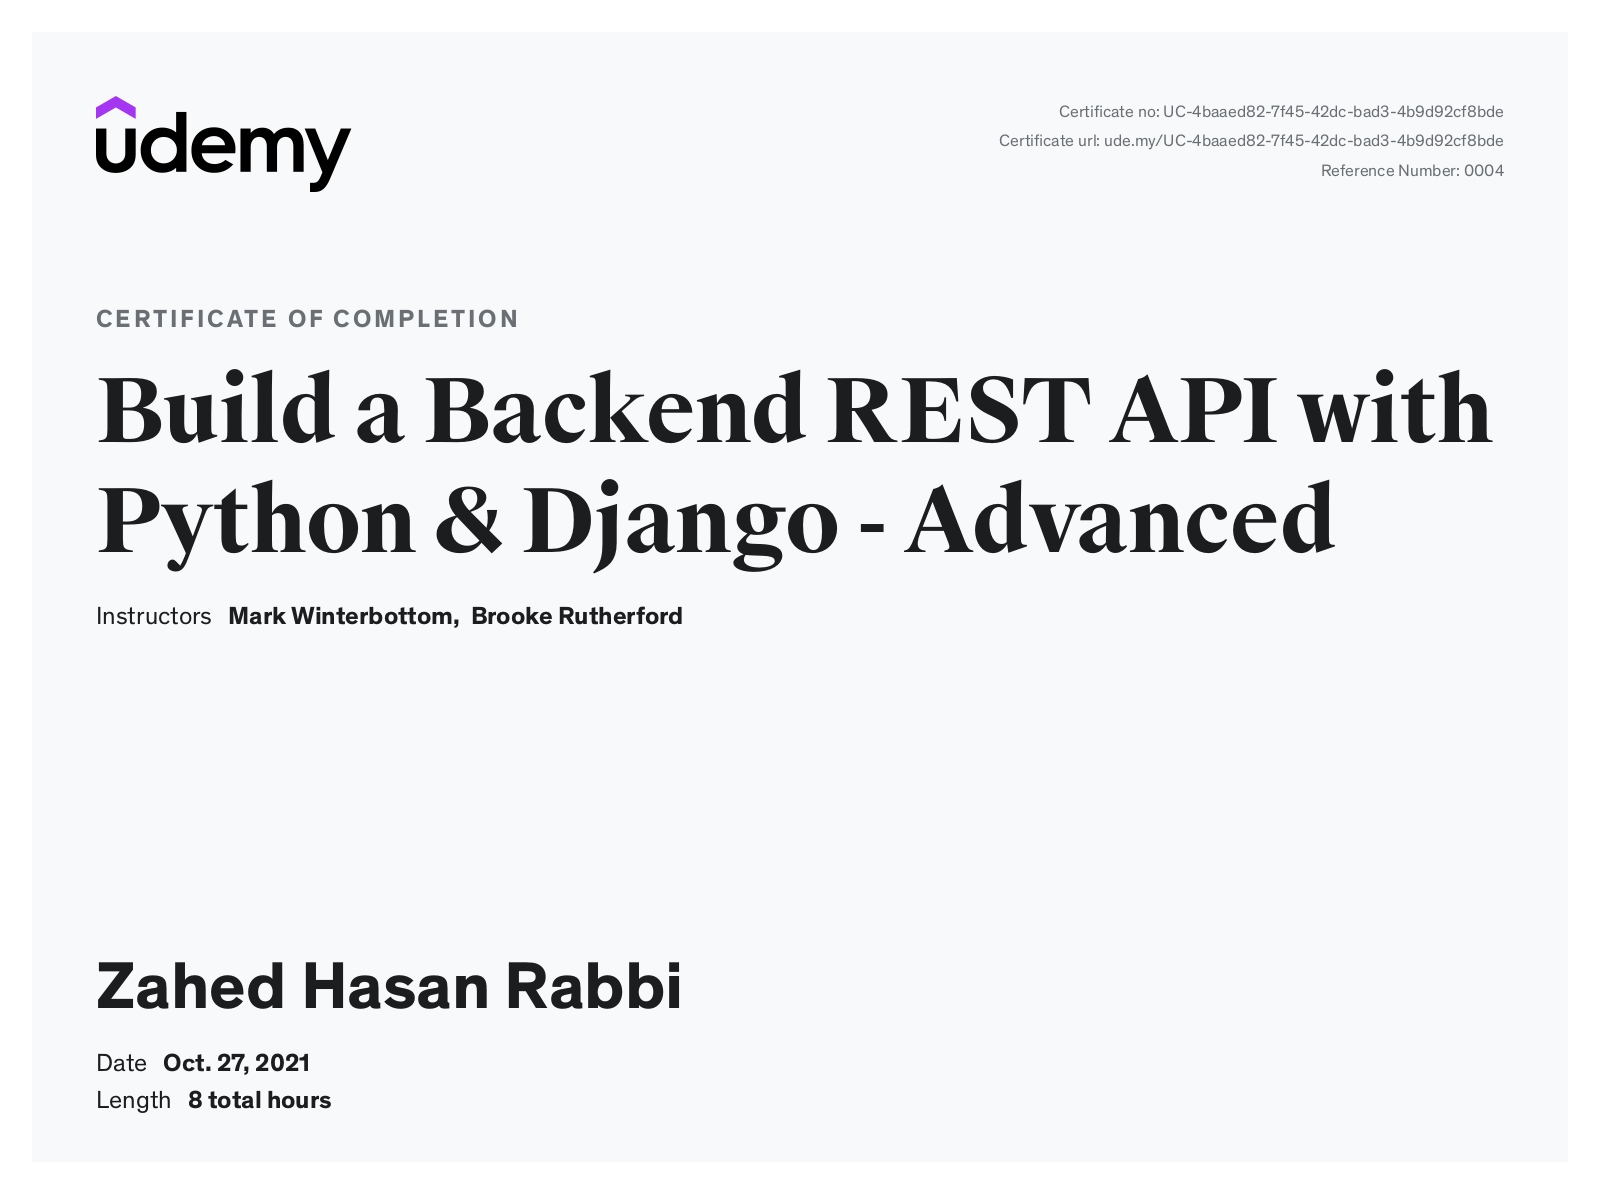 udemy
Certificate no: UC-4baaed82-7f45-42dc-bad3-4b9d92cf8bde
Certificate url: ude.my/UC-4baaed82-7f45-42dc-bad3-4b9d92cf8bde
Reference Number: 0004
CERTIFICATE OF COMPLETION
Build a Backend REST API with
Python & Django - Advanced
Instructors Mark Winterbottom, Brooke Rutherford
Zahed Hasan Rabbi
Date Oct. 27, 2021
Length 8 total hours